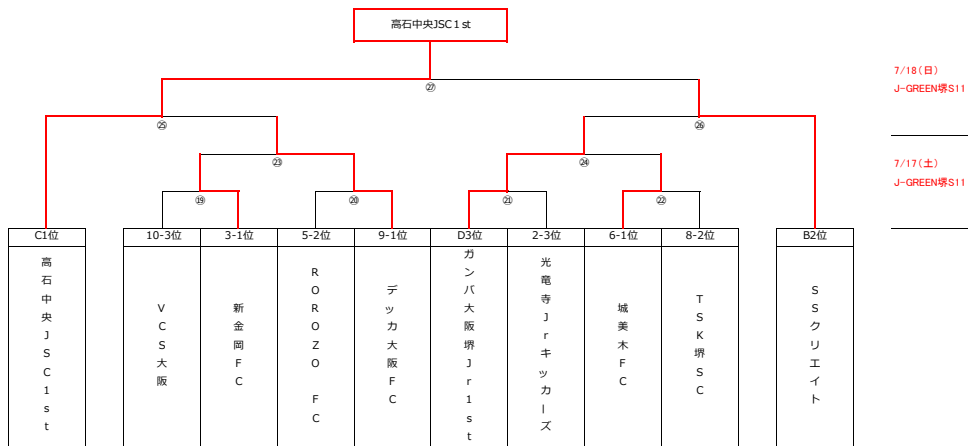 高石中央JSC１st
7/18(日)
㉗
J-GREEN堺S11
㉕
㉖
㉓
㉔
7/17(土)
J-GREEN堺S11
⑲
⑳
㉑
㉒
C1位
10-3位
3-1位
5-2位
9-1位
D3位
2-3位
6-1位
8-2位
B2位
高石中央JSC1st
VCS大阪
新金岡FC
ROROZO FC
デッカ大阪FC
ガンバ大阪堺Jr1st
光竜寺Jrキッカーズ
城美木FC
TSK堺SC
SSクリエイト